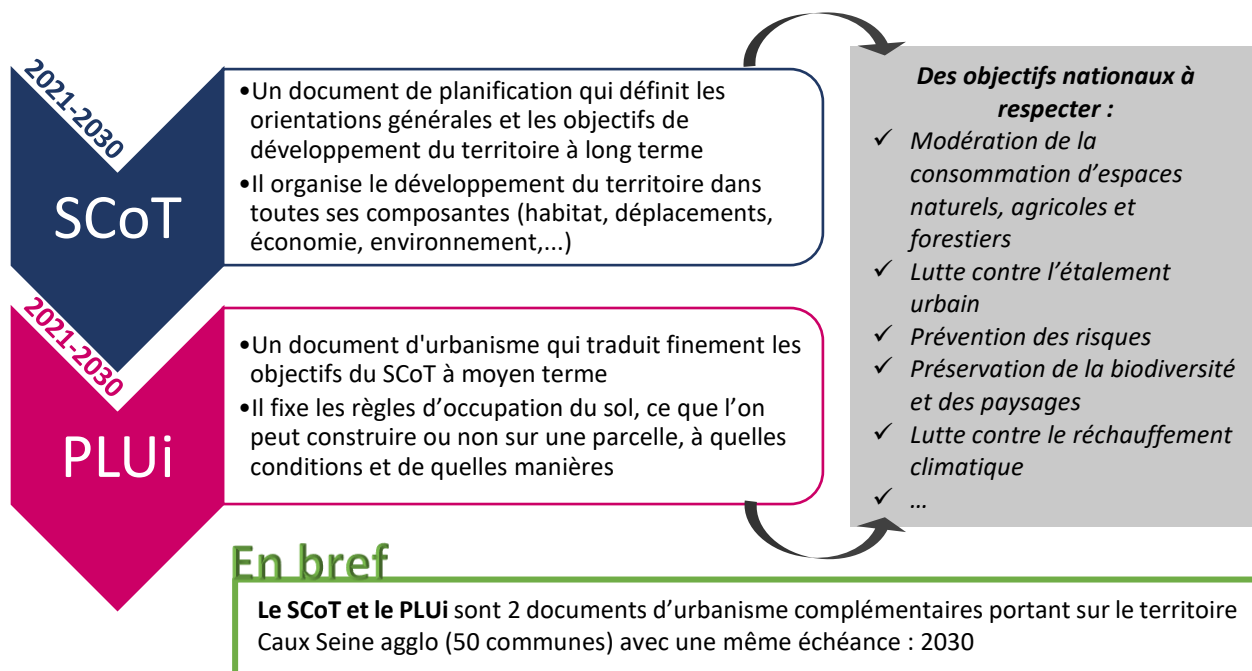 2021-2030
SCoT
•Un document de planification qui définit les
orientations générales et les objectifs de
développement du territoire à long terme
•Il organise le développement du territoire dans
toutes ses composantes (habitat, déplacements,
économie, environnement,...)
2021-2030
PLUi
•Un document d'urbanisme qui traduit finement les
objectifs du SCoT à moyen terme
•Il fixe les règles d’occupation du sol, ce que l’on
peut construire ou non sur une parcelle, à quelles
conditions et de quelles manières
Des objectifs nationaux à
respecter :
✓ Modération de la
consommation d’espaces
naturels, agricoles et
forestiers
✓ Lutte contre l’étalement
urbain
✓ Prévention des risques
✓ Préservation de la biodiversité
et des paysages
✓ Lutte contre le réchauffement
climatique
✓ …
En bref
Le SCoT et le PLUi sont 2 documents d’urbanisme complémentaires portant sur le territoire
Caux Seine agglo (50 communes) avec une même échéance : 2030